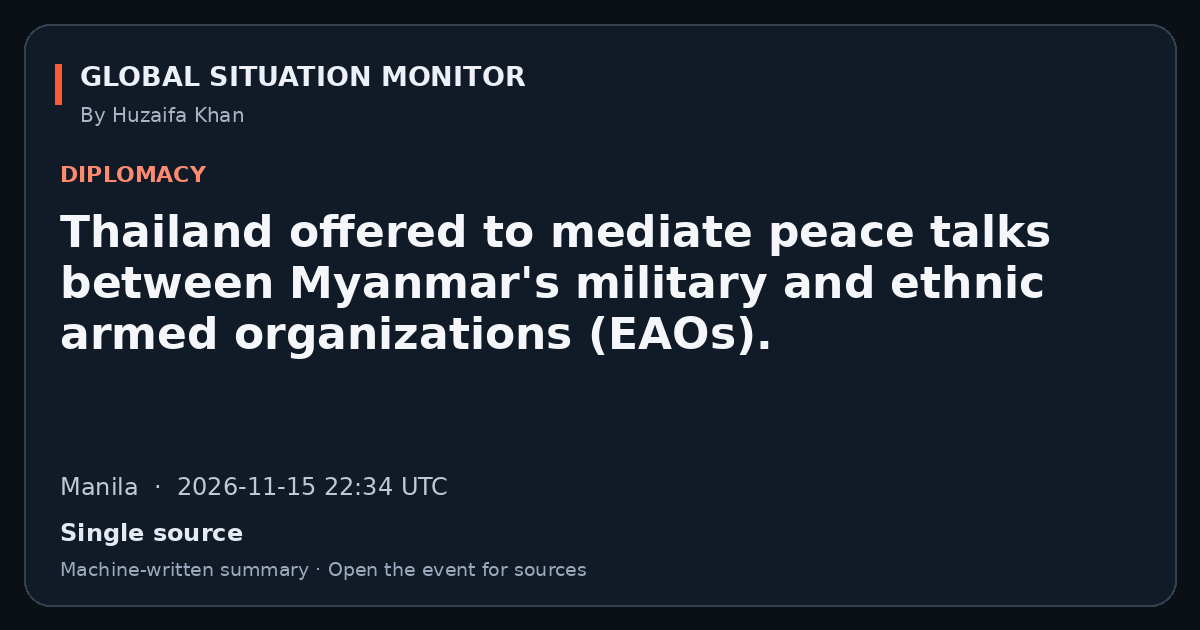 GLOBAL SITUATION MONITOR
By Huzaifa Khan
DIPLOMACY
Thailand offered to mediate peace talks
between Myanmar's military and ethnic
armed organizations (EAOs).
Manila · 2026-11-15 22:34 UTC
Single source
Machine-written summary · Open the event for sources